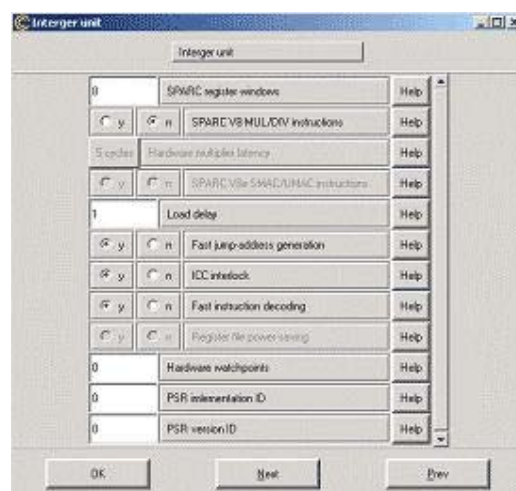 Interger unit
Interger unit
8 SPARC register windows Help
y n SPARC V8 MUL/DIV instructions Help
5 cycles Hardware multiplier latency Help
y n SPARC V8e SMAC/UMAC instructions Help
1 Load delay Help
y n Fast jump-address generation Help
y n ICC interlock Help
y n Fast instruction decoding Help
y n Register file power saving Help
0 Hardware watchpoints Help
0 PSR imlementation ID Help
0 PSR version ID Help
OK Next Prev